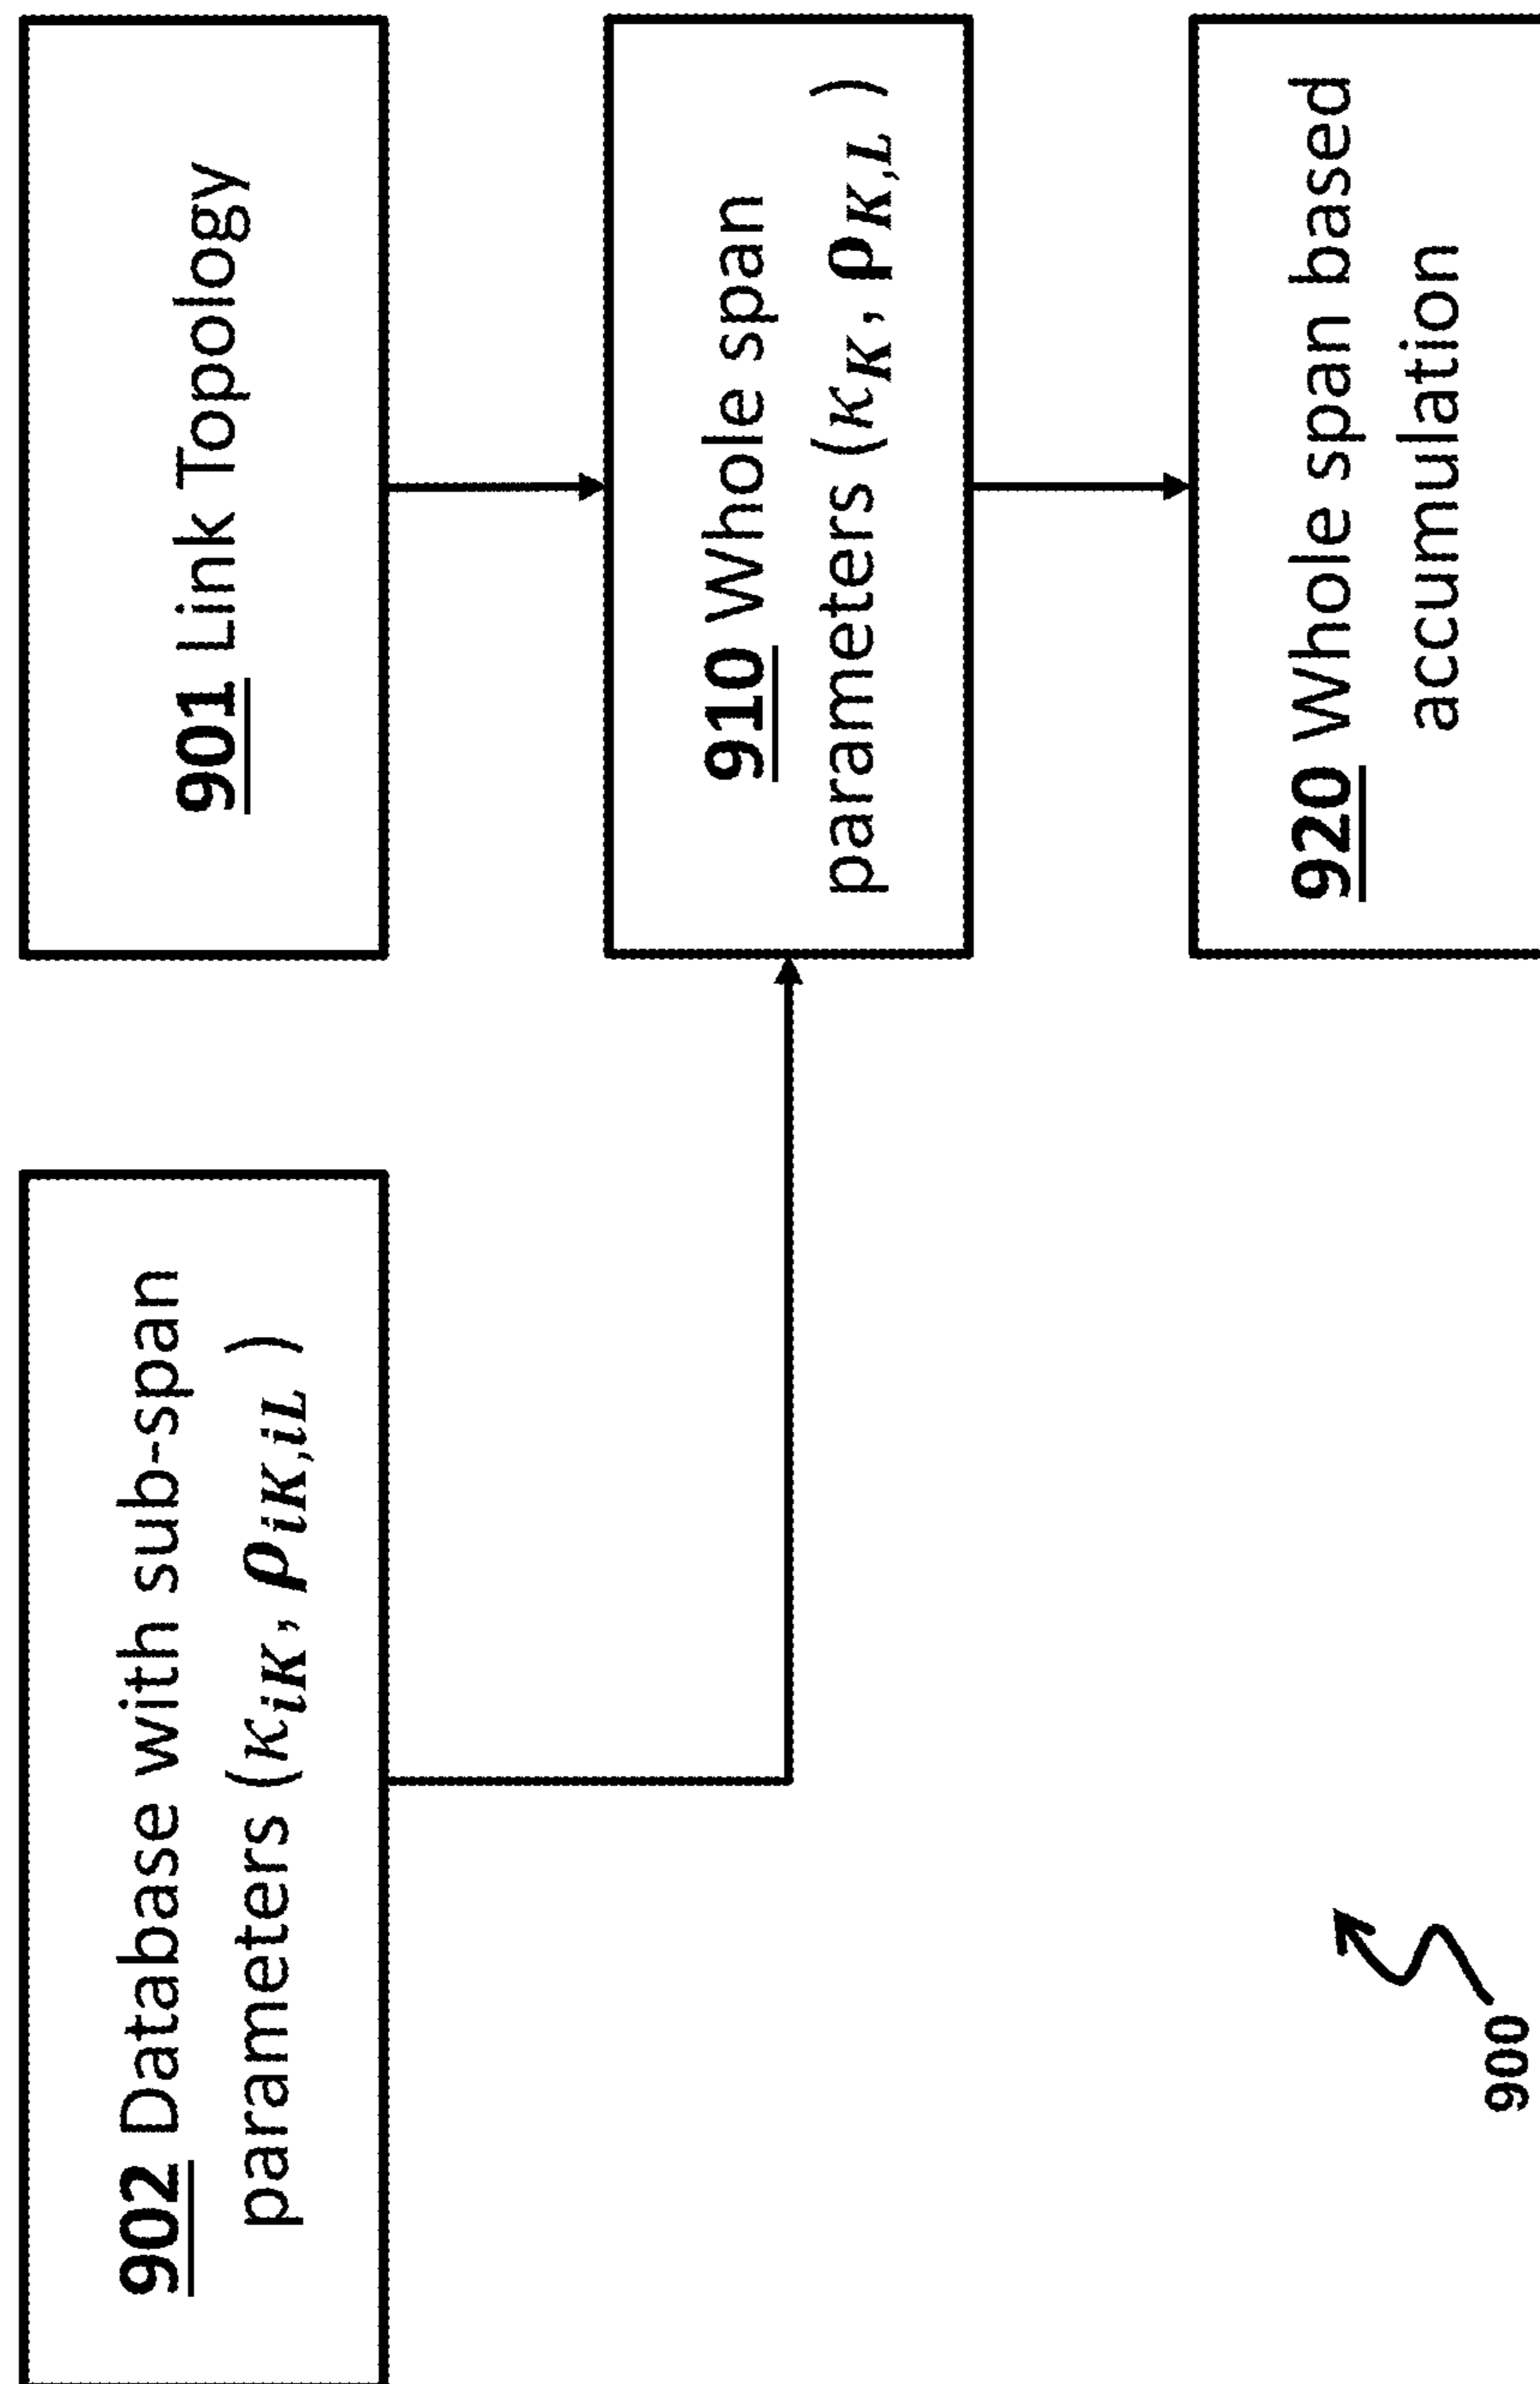 902 Database with sub-span
parameters (κiK, ρiK,iL )
901 Link Topology
910 Whole span
parameters (κK, ρK,L )
920 Whole span based
accumulation
900